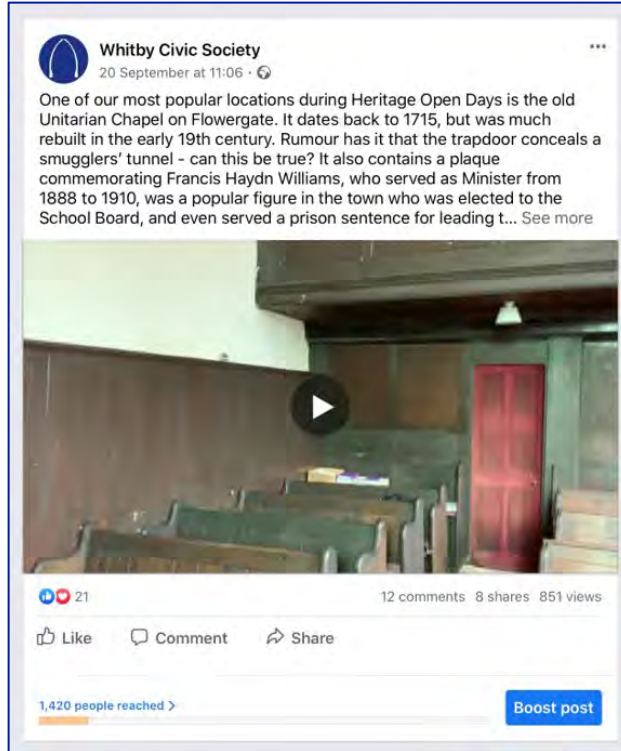 Whitby Civic Society
20 September at 11:06 ·
One of our most popular locations during Heritage Open Days is the old
Unitarian Chapel on Flowergate. It dates back to 1715, but was much
rebuilt in the early 19th century. Rumour has it that the trapdoor conceals a
smugglers' tunnel - can this be true? It also contains a plaque
commemorating Francis Haydn Williams, who served as Minister from
1888 to 1910, was a popular figure in the town who was elected to the
School Board, and even served a prison sentence for leading t... See more
21
12 comments 8 shares 851 views
Like Comment Share
1,420 people reached >
Boost post